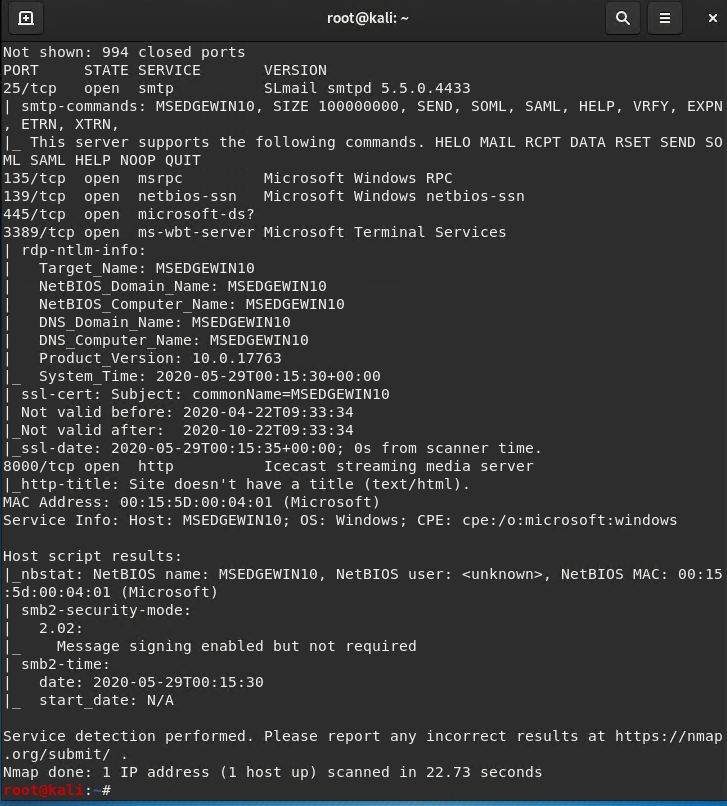 root@kali: ~
Not shown: 994 closed ports
PORT     STATE SERVICE       VERSION
25/tcp   open  smtp          SLmail smtpd 5.5.0.4433
| smtp-commands: MSEDGEWIN10, SIZE 100000000, SEND, SOML, SAML, HELP, VRFY, EXPN
, ETRN, XTRN,
|_ This server supports the following commands. HELO MAIL RCPT DATA RSET SEND SO
ML SAML HELP NOOP QUIT
135/tcp  open  msrpc         Microsoft Windows RPC
139/tcp  open  netbios-ssn   Microsoft Windows netbios-ssn
445/tcp  open  microsoft-ds?
3389/tcp open  ms-wbt-server Microsoft Terminal Services
| rdp-ntlm-info:
|   Target_Name: MSEDGEWIN10
|   NetBIOS_Domain_Name: MSEDGEWIN10
|   NetBIOS_Computer_Name: MSEDGEWIN10
|   DNS_Domain_Name: MSEDGEWIN10
|   DNS_Computer_Name: MSEDGEWIN10
|   Product_Version: 10.0.17763
|_  System_Time: 2020-05-29T00:15:30+00:00
| ssl-cert: Subject: commonName=MSEDGEWIN10
| Not valid before: 2020-04-22T09:33:34
|_Not valid after:  2020-10-22T09:33:34
|_ssl-date: 2020-05-29T00:15:35+00:00; 0s from scanner time.
8000/tcp open  http          Icecast streaming media server
|_http-title: Site doesn't have a title (text/html).
MAC Address: 00:15:5D:00:04:01 (Microsoft)
Service Info: Host: MSEDGEWIN10; OS: Windows; CPE: cpe:/o:microsoft:windows

Host script results:
|_nbstat: NetBIOS name: MSEDGEWIN10, NetBIOS user: <unknown>, NetBIOS MAC: 00:15
:5d:00:04:01 (Microsoft)
| smb2-security-mode:
|   2.02:
|_    Message signing enabled but not required
| smb2-time:
|   date: 2020-05-29T00:15:30
|_  start_date: N/A

Service detection performed. Please report any incorrect results at https://nmap
.org/submit/ .
Nmap done: 1 IP address (1 host up) scanned in 22.73 seconds
root@kali:~#